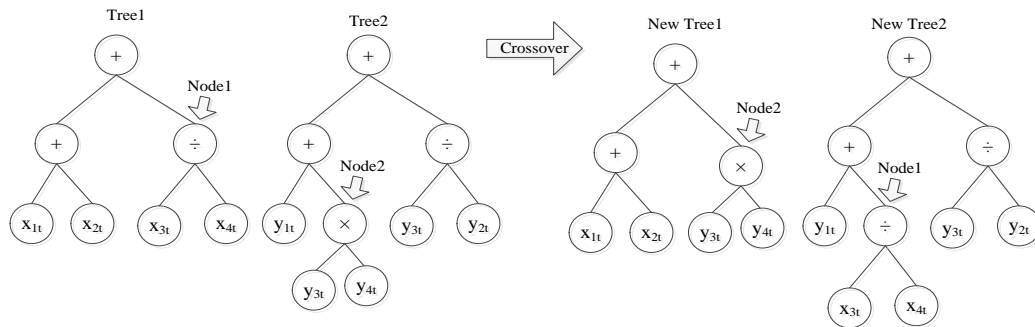 Tree1 Tree2 New Tree1 New Tree2
+ + Crossover + +
Node1 Node2
+ ÷ + ÷ + × + ÷
Node2 Node1
x1t x2t x3t x4t y1t × y3t y2t x1t x2t y3t y4t y1t ÷ y3t y2t
y3t y4t x3t x4t